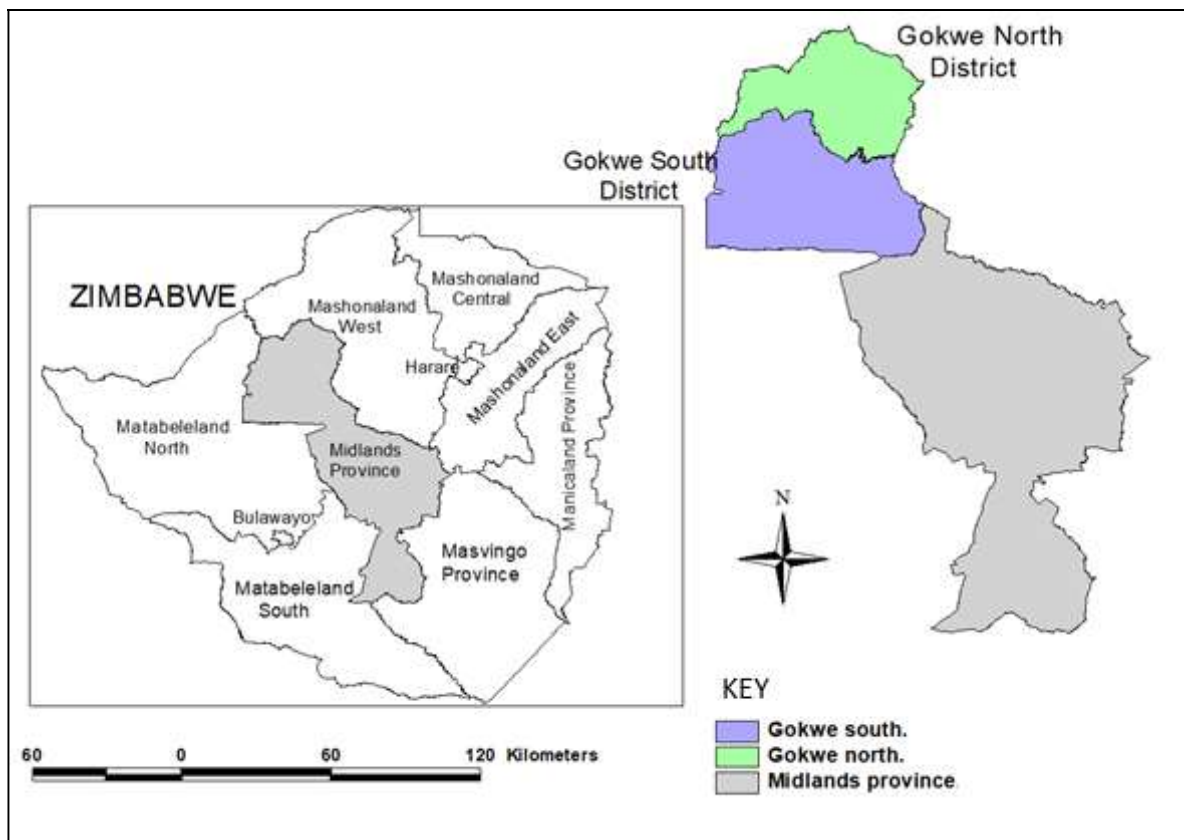 Gokwe North
District
Gokwe South
District
ZIMBABWE
Mashonaland
Central
Mashonaland
West
Harare
Mashonaland East
Manicaland Province
Matabeleland
North
Midlands
Province
Bulawayo
Masvingo
Province
Matabeleland
South
N
KEY
Gokwe south.
Gokwe north.
Midlands province
60 0 60 120 Kilometers